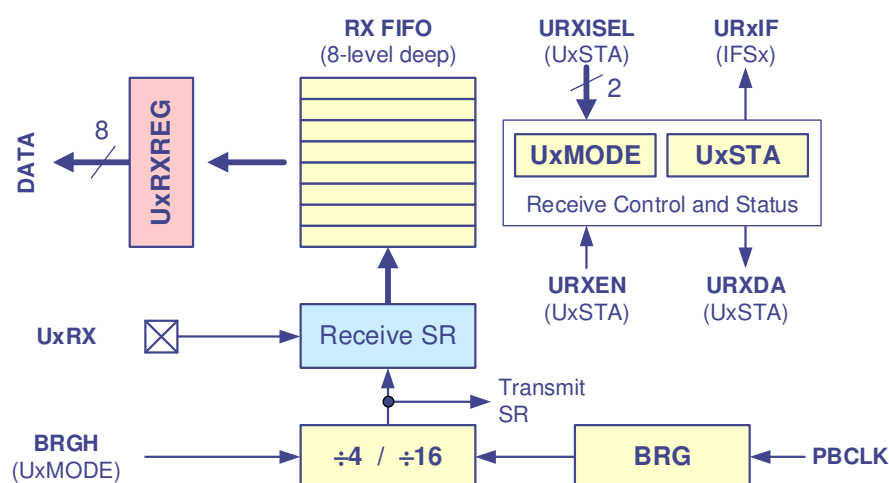 RX FIFO
(8-level deep)
URXISEL
(UxSTA)
2
URxIF
(IFSx)
DATA
8
UxRXREG
UxMODE
UxSTA
Receive Control and Status
URXEN
(UxSTA)
URXDA
(UxSTA)
UxRX
Receive SR
Transmit
SR
BRGH
(UxMODE)
÷4 / ÷16
BRG
PBCLK